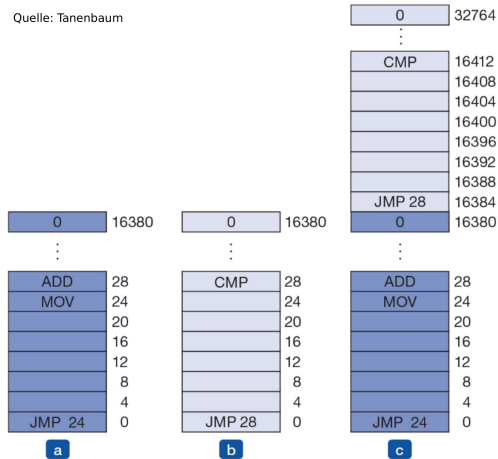 Quelle: Tanenbaum
0 16380
⋮
ADD 28
MOV 24
20
16
12
8
4
JMP 24 0
a
0 16380
⋮
CMP 28
24
20
16
12
8
4
JMP 28 0
b
0 32764
⋮
CMP 16412
16408
16404
16400
16396
16392
16388
JMP 28 16384
0 16380
⋮
ADD 28
MOV 24
20
16
12
8
4
JMP 24 0
c